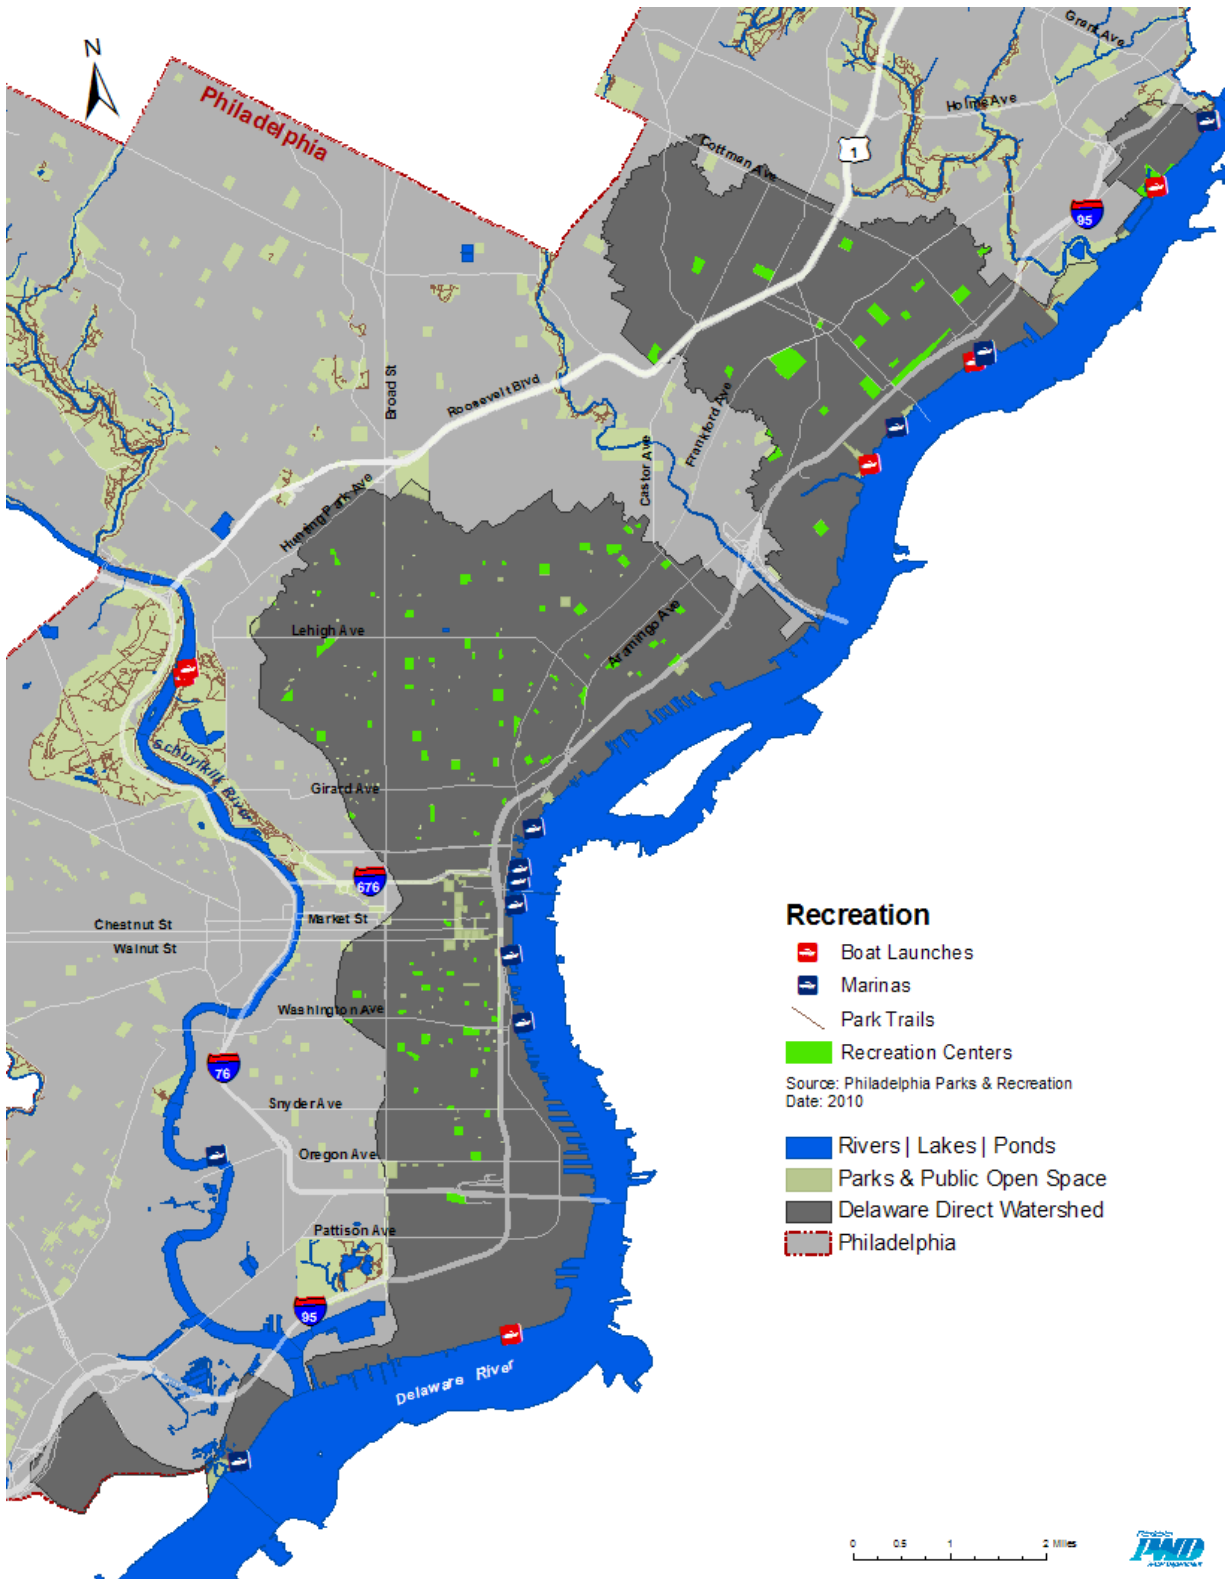 N
Philadelphia
Grant Ave
Holme Ave
Cottman Ave
1
95
Broad St
Roosevelt Blvd
Frankford Ave
Castor Ave
Hunting Park Ave
Lehigh Ave
Aramingo Ave
Schuylkill River
Girard Ave
676
Chestnut St
Market St
Walnut St
Washington Ave
76
Snyder Ave
Oregon Ave
Pattison Ave
95
Delaware River
Recreation
Boat Launches
Marinas
Park Trails
Recreation Centers
Source: Philadelphia Parks & Recreation
Date: 2010
Rivers | Lakes | Ponds
Parks & Public Open Space
Delaware Direct Watershed
Philadelphia
0 0.5 1 2 Miles
PWD